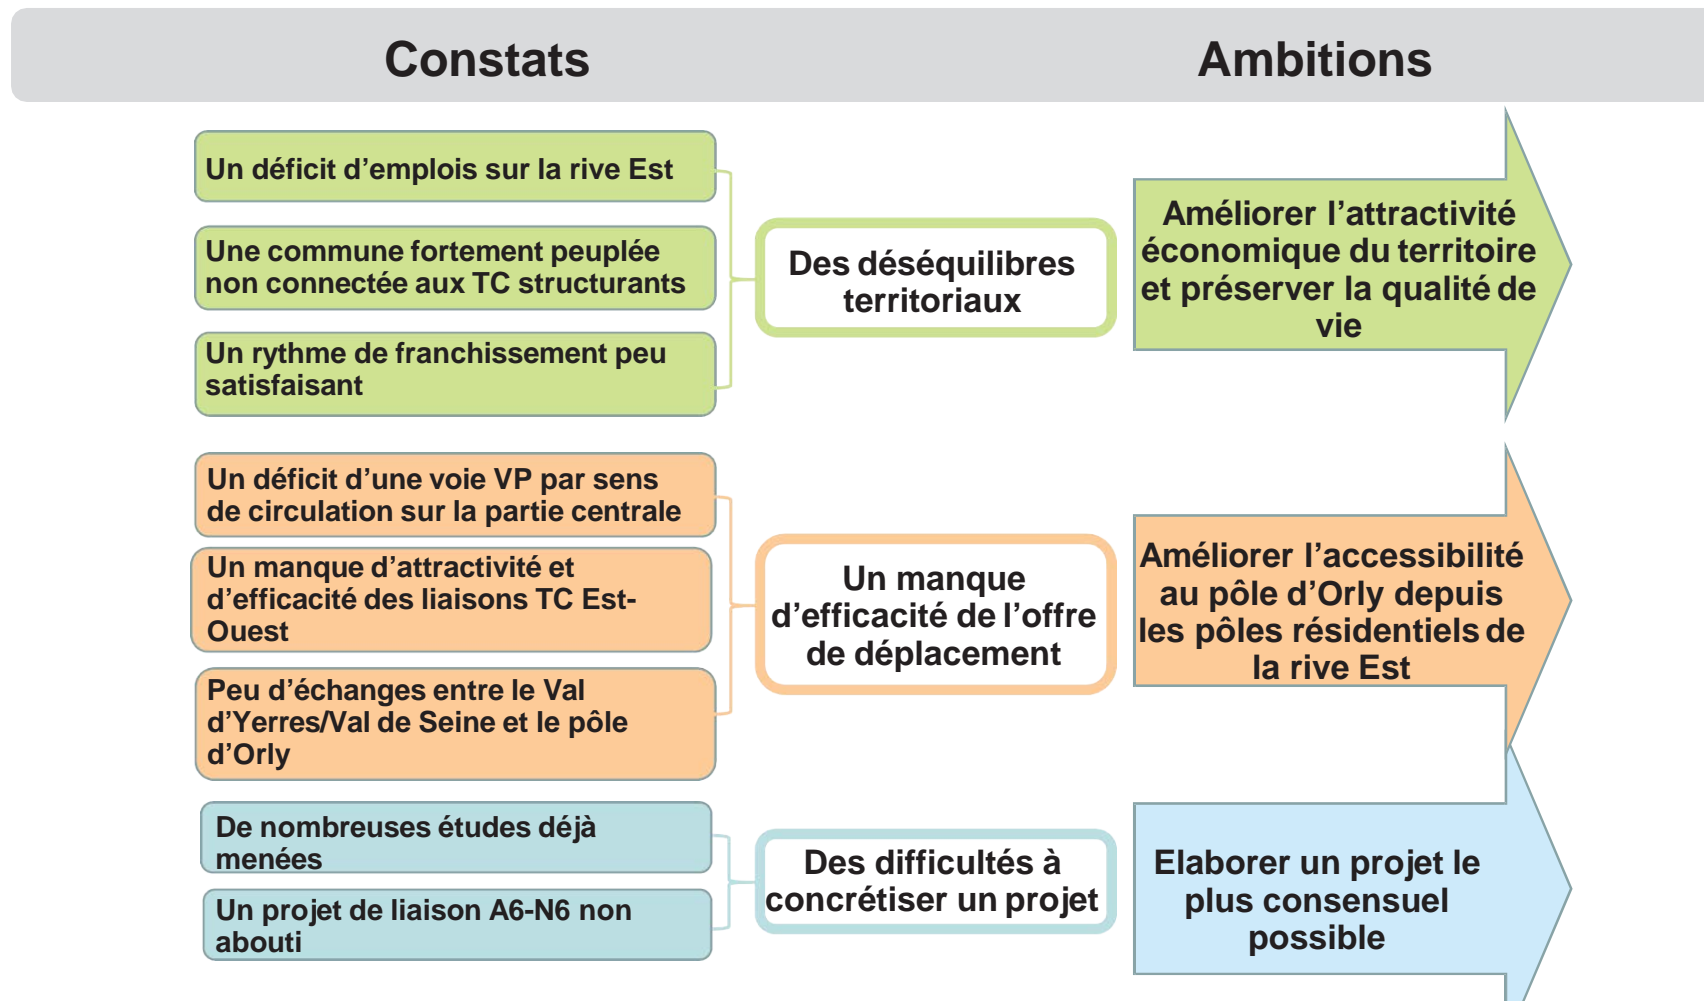 Constats
Ambitions
Un déficit d’emplois sur la rive Est
Une commune fortement peuplée
non connectée aux TC structurants
Un rythme de franchissement peu
satisfaisant
Des déséquilibres
territoriaux
Améliorer l’attractivité
économique du territoire
et préserver la qualité de
vie
Un déficit d’une voie VP par sens
de circulation sur la partie centrale
Un manque d’attractivité et
d’efficacité des liaisons TC Est-
Ouest
Peu d’échanges entre le Val
d’Yerres/Val de Seine et le pôle
d’Orly
Un manque
d’efficacité de l’offre
de déplacement
Améliorer l’accessibilité
au pôle d’Orly depuis
les pôles résidentiels de
la rive Est
De nombreuses études déjà
menées
Un projet de liaison A6-N6 non
abouti
Des difficultés à
concrétiser un projet
Elaborer un projet le
plus consensuel
possible